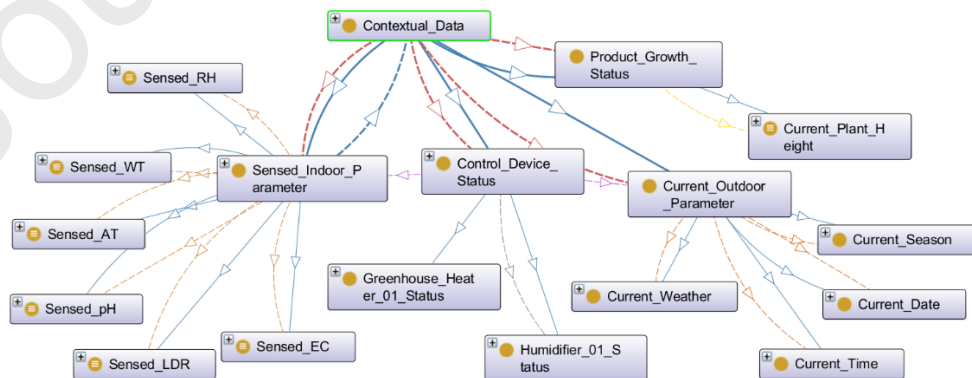 Contextual_Data
Product_Growth_
Status
Sensed_RH
Current_Plant_H
eight
Sensed_WT
Sensed_Indoor_P
arameter
Control_Device_
Status
Current_Outdoor
_Parameter
Sensed_AT
Current_Season
Greenhouse_Heat
er_01_Status
Current_Weather
Current_Date
Sensed_pH
Sensed_LDR
Sensed_EC
Humidifier_01_S
tatus
Current_Time